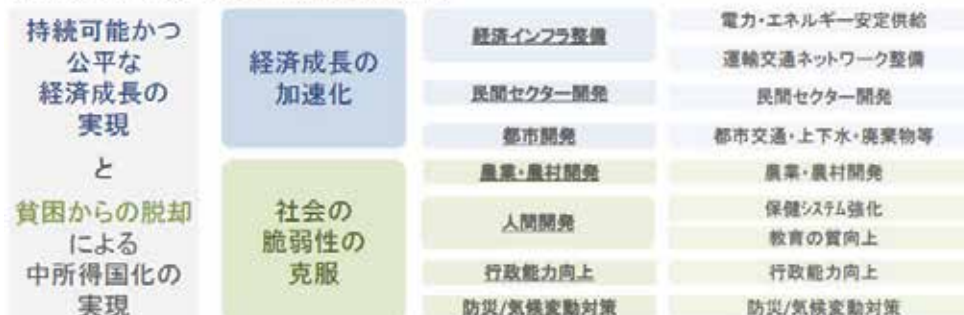 持続可能かつ
公平な
経済成長の
実現
と
貧困からの脱却
による
中所得国化の
実現
経済成長の
加速化
社会の
脆弱性の
克服
経済インフラ整備
民間セクター開発
都市開発
農業・農村開発
人間開発
行政能力向上
防災/気候変動対策
電力・エネルギー安定供給
運輸交通ネットワーク整備
民間セクター開発
都市交通・上下水・廃棄物等
農業・農村開発
保健システム強化
教育の質向上
行政能力向上
防災/気候変動対策